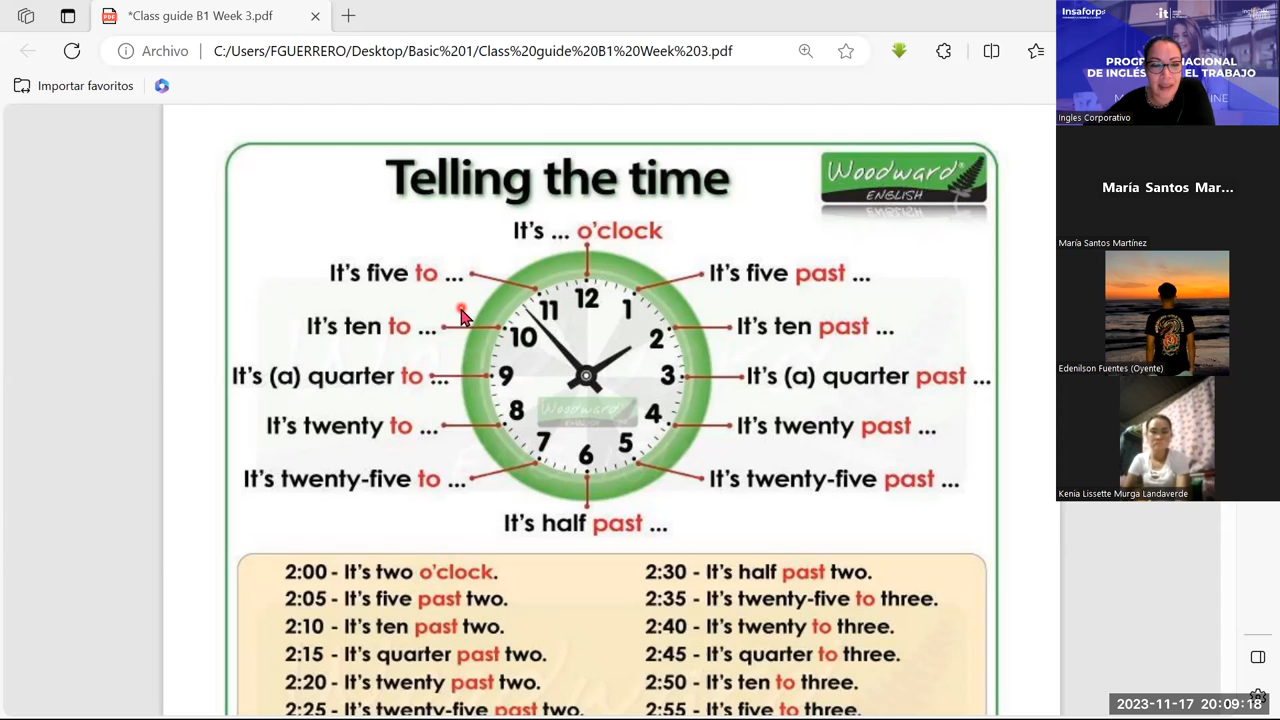 *Class guide B1 Week 3.pdf
Archivo
C:/Users/FGUERRERO/Desktop/Basic%201/Class%20guide%20B1%20Week%203.pdf
Importar favoritos
Telling the time
Woodward®
ENGLISH
It's ... o'clock
It's five to ...
It's five past ...
It's ten to ...
It's ten past ...
It's (a) quarter to ...
It's (a) quarter past ...
It's twenty to ...
It's twenty past ...
It's twenty-five to ...
It's twenty-five past ...
It's half past ...
12
1
2
3
4
5
6
7
8
9
10
11
Woodward
2:00 - It's two o'clock.
2:05 - It's five past two.
2:10 - It's ten past two.
2:15 - It's quarter past two.
2:20 - It's twenty past two.
2:25 - It's twenty-five past two.
2:30 - It's half past two.
2:35 - It's twenty-five to three.
2:40 - It's twenty to three.
2:45 - It's quarter to three.
2:50 - It's ten to three.
2:55 - It's five to three.
Insaforp
it
Ingles Corporativo
María Santos Mar...
María Santos Martínez
Edenilson Fuentes (Oyente)
Kenia Lissette Murga Landaverde
2023-11-17 20:09:18